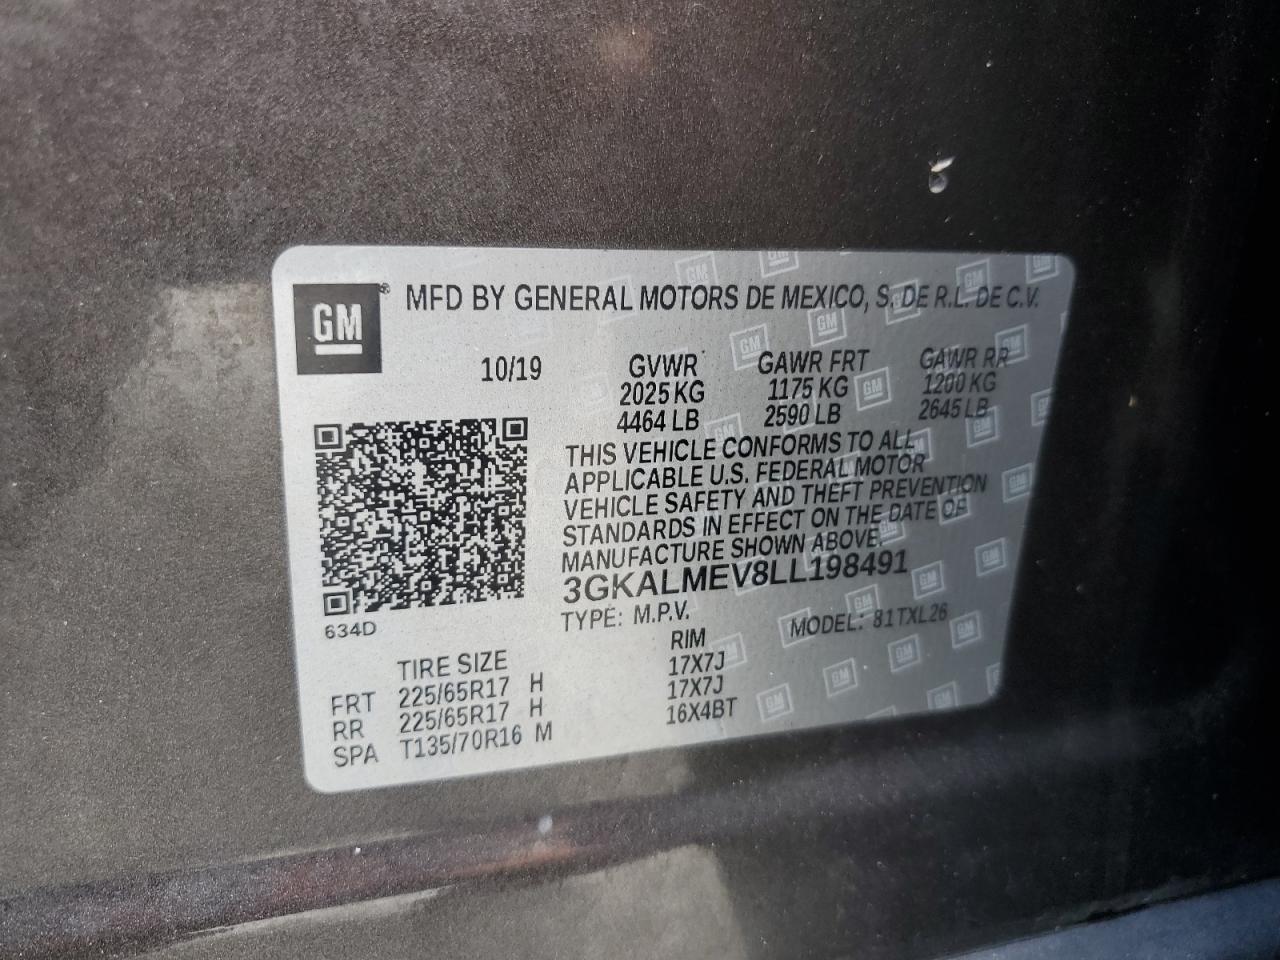 GM® MFD BY GENERAL MOTORS DE MEXICO, S. DE R.L. DE C.V.
10/19 GVWR GAWR FRT GAWR RR
2025 KG 1175 KG 1200 KG
4464 LB 2590 LB 2645 LB
THIS VEHICLE CONFORMS TO ALL
APPLICABLE U.S. FEDERAL MOTOR
VEHICLE SAFETY AND THEFT PREVENTION
STANDARDS IN EFFECT ON THE DATE OF
MANUFACTURE SHOWN ABOVE.
3GKALMEV8LL198491
TYPE: M.P.V. MODEL: 81TXL26
634D
TIRE SIZE RIM
FRT 225/65R17 H 17X7J
RR 225/65R17 H 17X7J
SPA T135/70R16 M 16X4BT